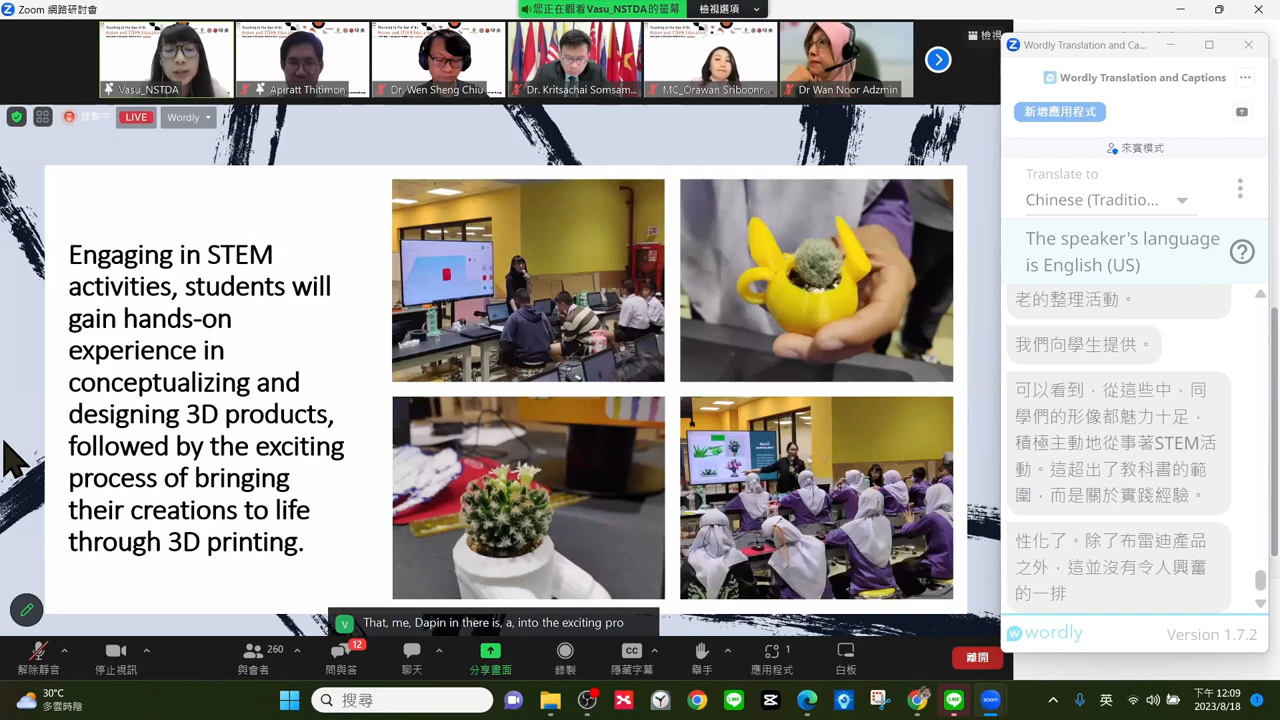 Zoom 網路研討會
您正在觀看Vasu_NSTDA的螢幕
檢視選項
Vasu_NSTDA
Apiratt Thitimon...
Dr. Wen Sheng Chiu
Dr. Kritsachai Somsam...
MC_Orawan Sriboonr...
Dr Wan Noor Adzmin
檢視
錄製中
LIVE
Wordly
Engaging in STEM
activities, students will
gain hands-on
experience in
conceptualizing and
designing 3D products,
followed by the exciting
process of bringing
their creations to life
through 3D printing.
V
That, me, Dapin in there is, a, into the exciting pro
Wordly Translation and Ca...
Wordly Translation and Captions
新增應用程式
來賓模式
Translate to
Chinese (Traditio...
The speaker's language
is English (US)
老的整理活動。
我們向學生提供。
可以看到，從這些中，同
學們的形像都魅力十足
積極主動地從事著STEM活
動。這超出了教科書的範
圍，而是關於實踐經驗。
性化了。除了布雷迪產品
之外，這並沒有令人興奮
的一排
wordly
Version 1.7.2
解除靜音
停止視訊
260
與會者
12
問與答
聊天
分享畫面
錄製
CC
隱藏字幕
舉手
1
應用程式
白板
離開
30°C
多雲時陰
搜尋
英
下午 12:09
2023/8/18